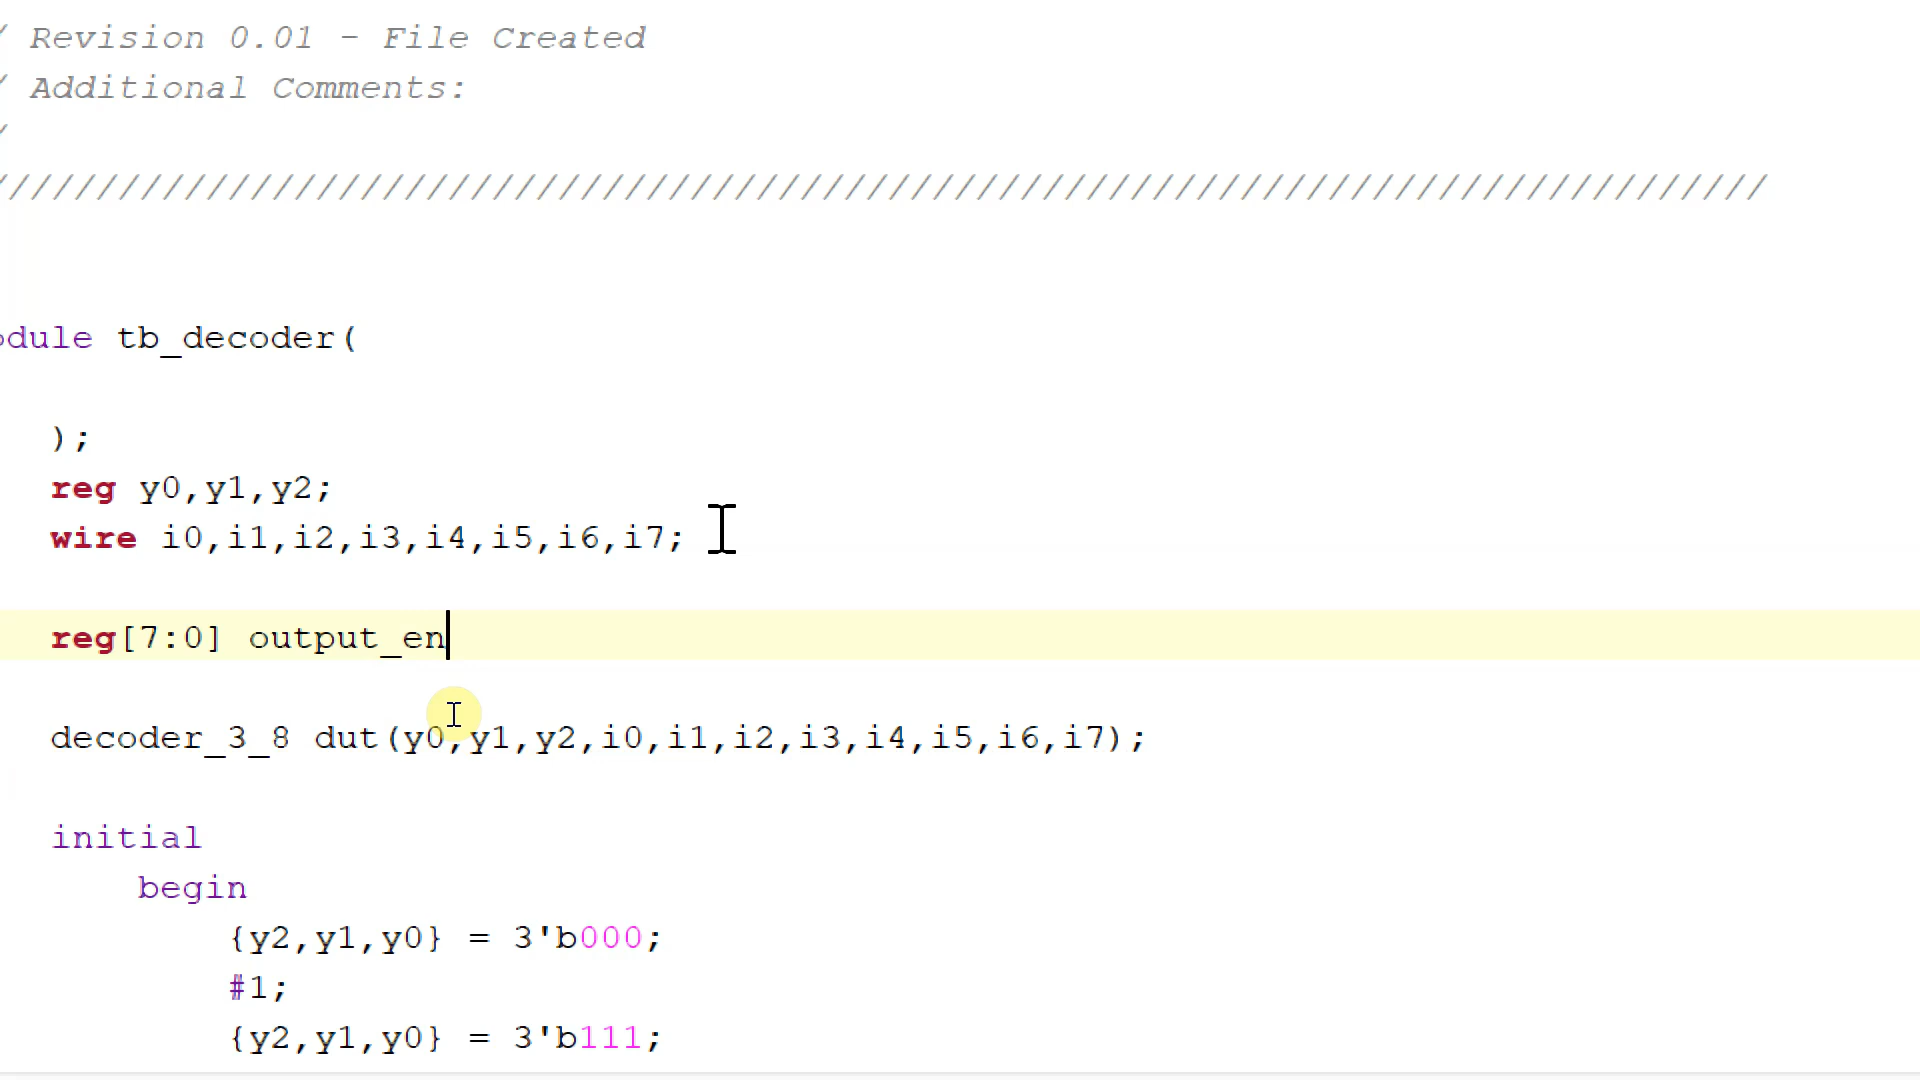 / Revision 0.01 - File Created
/ Additional Comments:
/
/////////////////////////////////////////////////////////////////////////////////
odule tb_decoder(
);
reg y0,y1,y2;
wire i0,i1,i2,i3,i4,i5,i6,i7;
reg[7:0] output_en
decoder_3_8 dut(y0,y1,y2,i0,i1,i2,i3,i4,i5,i6,i7);
initial
begin
{y2,y1,y0} = 3'b000;
#1;
{y2,y1,y0} = 3'b111;